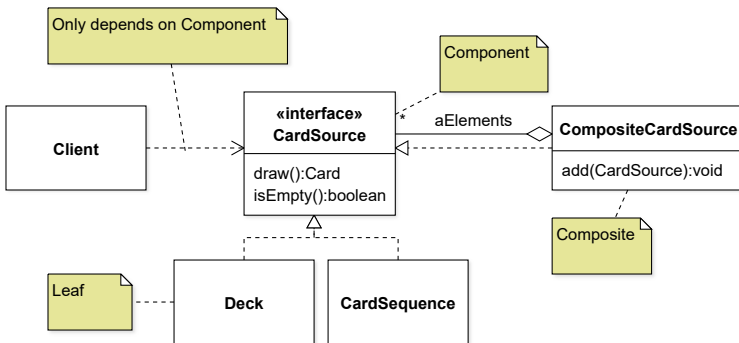 Only depends on Component
Component
«interface»
CardSource
*
aElements
CompositeCardSource
Client
draw():Card
isEmpty():boolean
add(CardSource):void
Composite
Leaf
Deck
CardSequence